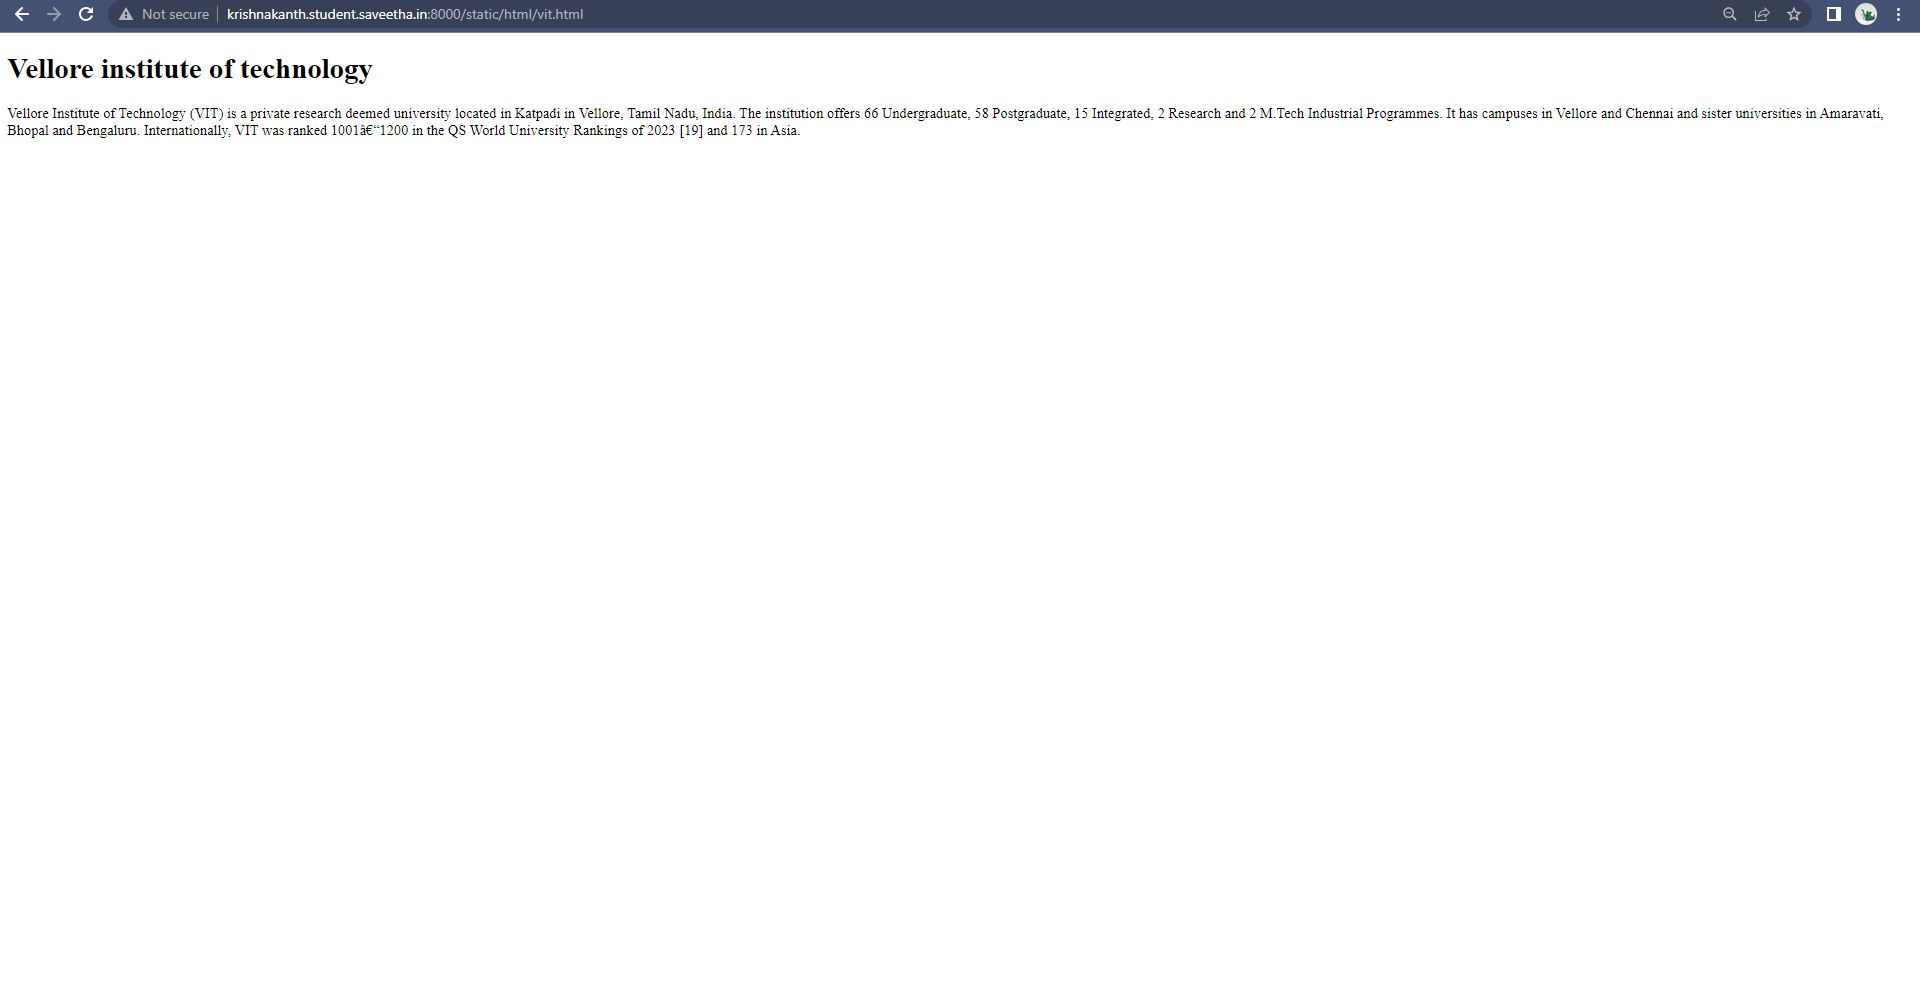 Not secure krishnakanth.student.saveetha.in:8000/static/html/vit.html
Vellore institute of technology
Vellore Institute of Technology (VIT) is a private research deemed university located in Katpadi in Vellore, Tamil Nadu, India. The institution offers 66 Undergraduate, 58 Postgraduate, 15 Integrated, 2 Research and 2 M.Tech Industrial Programmes. It has campuses in Vellore and Chennai and sister universities in Amaravati,
Bhopal and Bengaluru. Internationally, VIT was ranked 1001â€“1200 in the QS World University Rankings of 2023 [19] and 173 in Asia.